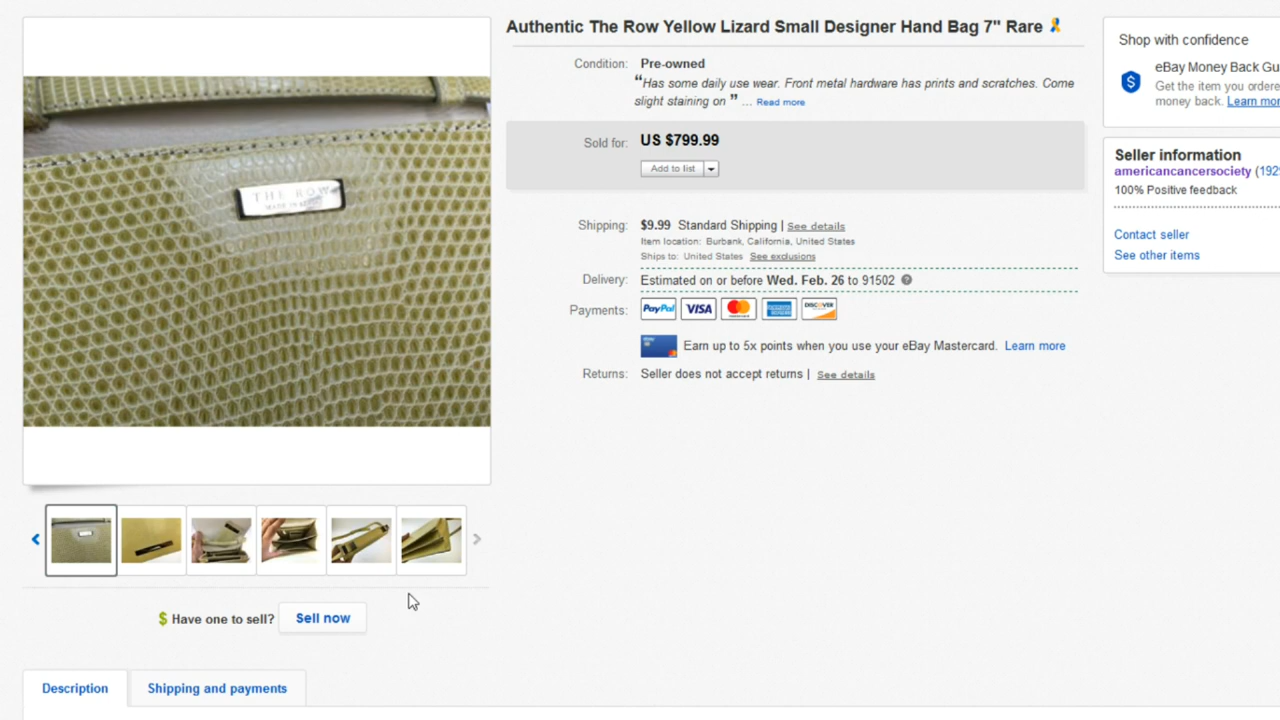 Authentic The Row Yellow Lizard Small Designer Hand Bag 7" Rare
Condition: Pre-owned
“Has some daily use wear. Front metal hardware has prints and scratches. Come
slight staining on ” ... Read more
Sold for: US $799.99
Add to list
Shipping: $9.99 Standard Shipping | See details
Item location: Burbank, California, United States
Ships to: United States See exclusions
Delivery: Estimated on or before Wed. Feb. 26 to 91502
Payments: PayPal VISA MasterCard AMERICAN EXPRESS DISCOVER
Earn up to 5x points when you use your eBay Mastercard. Learn more
Returns: Seller does not accept returns | See details
Shop with confidence
eBay Money Back Gu
Get the item you ordere
money back. Learn mor
Seller information
americancancersociety (192
100% Positive feedback
Contact seller
See other items
THE ROW
$ Have one to sell? Sell now
Description
Shipping and payments